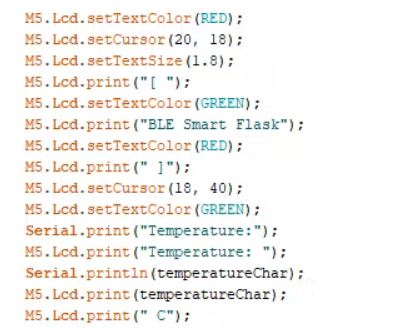 M5.Lcd.setTextColor(RED);
M5.Lcd.setCursor(20, 18);
M5.Lcd.setTextSize(1.8);
M5.Lcd.print("[ ");
M5.Lcd.setTextColor(GREEN);
M5.Lcd.print("BLE Smart Flask");
M5.Lcd.setTextColor(RED);
M5.Lcd.print(" ]");
M5.Lcd.setCursor(18, 40);
M5.Lcd.setTextColor(GREEN);
Serial.print("Temperature:");
M5.Lcd.print("Temperature: ");
Serial.println(temperatureChar);
M5.Lcd.print(temperatureChar);
M5.Lcd.print(" C");